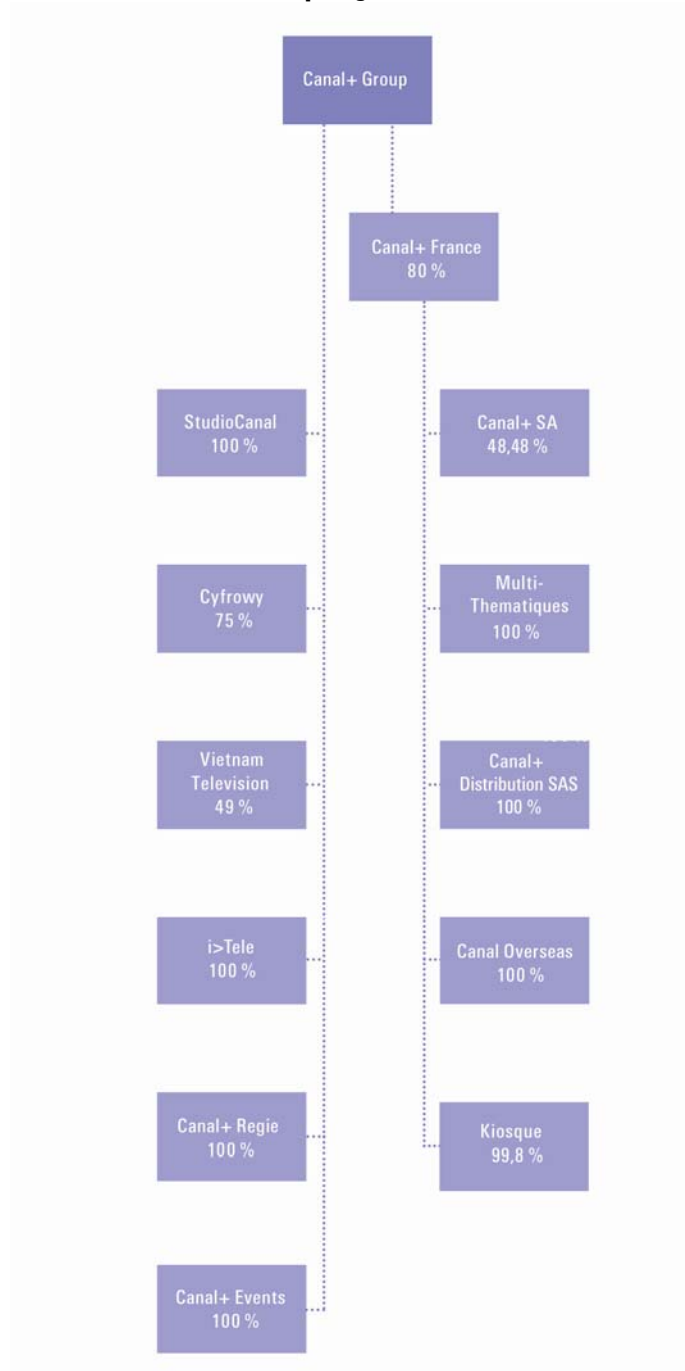 Canal+ Group
Canal+ France
80 %
StudioCanal
100 %
Canal+ SA
48,48 %
Cyfrowy
75 %
Multi-
Thematiques
100 %
Vietnam
Television
49 %
Canal+
Distribution SAS
100 %
i>Tele
100 %
Canal Overseas
100 %
Canal+ Regie
100 %
Kiosque
99,8 %
Canal+ Events
100 %